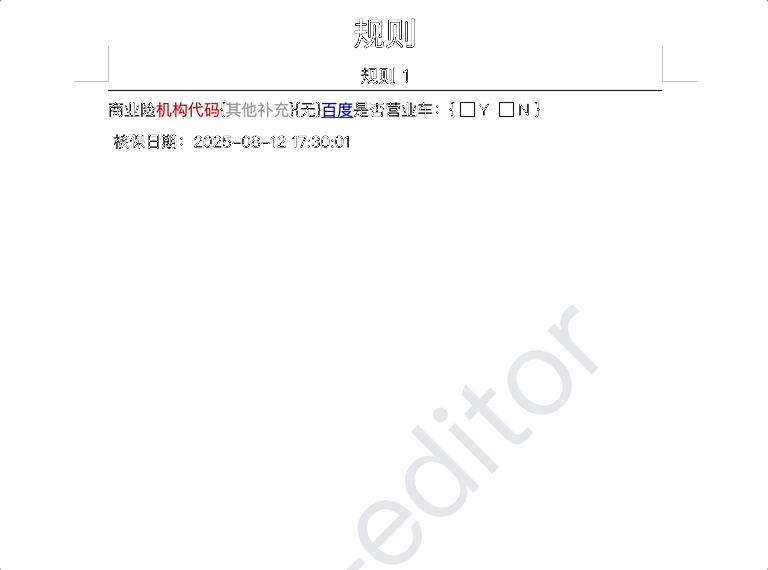 规则
规则 1
商业险机构代码{其他补充}{无}百度是否营业车：{ □ Y □ N }
核保日期：2025-08-12 17:30:01
-editor